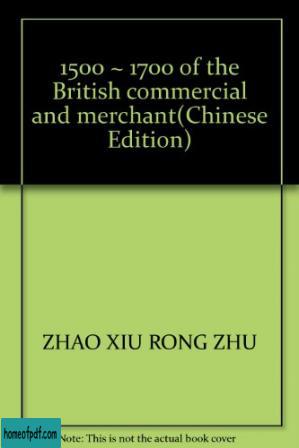 1500 ~ 1700 of the
British commercial
and merchant(Chinese
Edition)
ZHAO XIU RONG ZHU
homeofpdf.com
Note: This is not the actual book cover